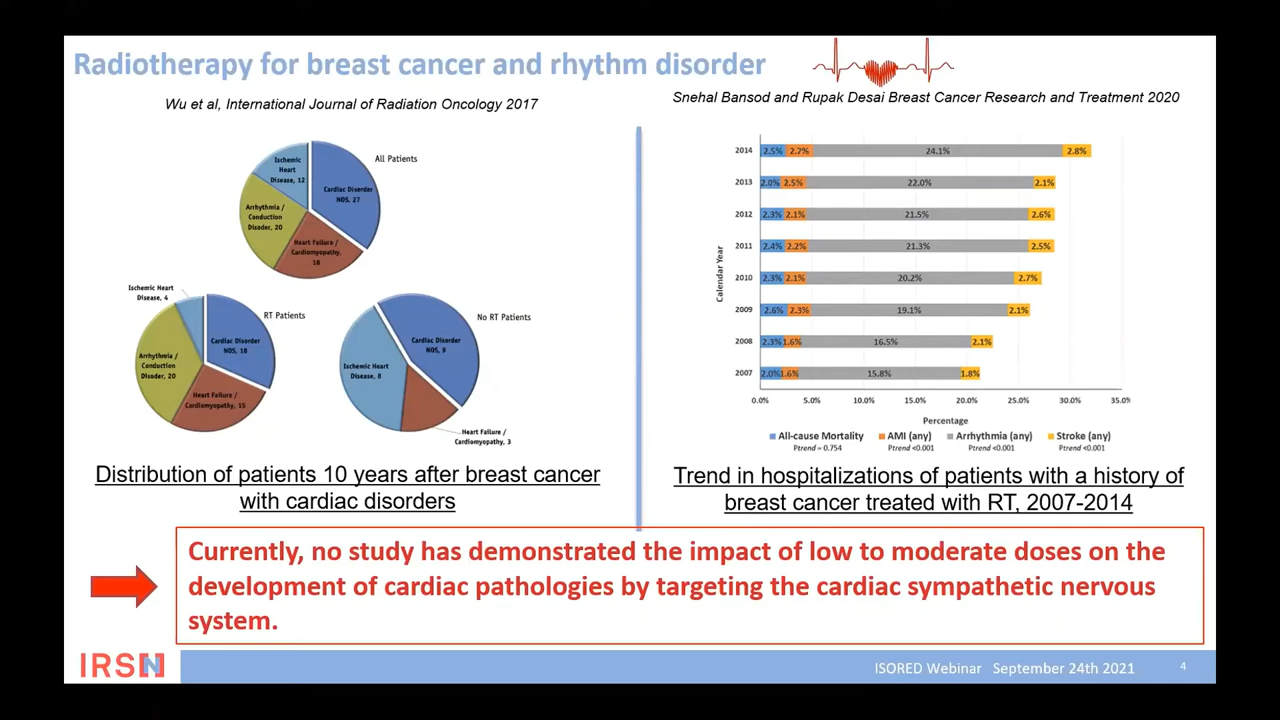 Radiotherapy for breast cancer and rhythm disorder
Wu et al, International Journal of Radiation Oncology 2017
All Patients
Ischemic
Heart
Disease, 12
Cardiac Disorder
NOS, 27
Arrhythmia /
Conduction
Disoder, 20
Heart Failure /
Cardiomyopathy,
18
Ischemic Heart
Disease, 4
RT Patients
Cardiac Disorder
NOS, 18
Arrhythmia /
Conduction
Disoder, 20
Heart Failure /
Cardiomyopathy, 15
No RT Patients
Cardiac Disorder
NOS, 9
Ischemic Heart
Disease, 8
Heart Failure /
Cardiomyopathy, 3
Distribution of patients 10 years after breast cancer
with cardiac disorders
Snehal Bansod and Rupak Desai Breast Cancer Research and Treatment 2020
Calendar Year
2014 2.5% 2.7% 24.1% 2.8%
2013 2.0% 2.5% 22.0% 2.1%
2012 2.3% 2.1% 21.5% 2.6%
2011 2.4% 2.2% 21.3% 2.5%
2010 2.3% 2.1% 20.2% 2.7%
2009 2.6% 2.3% 19.1% 2.1%
2008 2.3% 1.6% 16.5% 2.1%
2007 2.0% 1.6% 15.8% 1.8%
0.0% 5.0% 10.0% 15.0% 20.0% 25.0% 30.0% 35.0%
Percentage
All-cause Mortality AMI (any) Arrhythmia (any) Stroke (any)
Ptrend = 0.754 Ptrend <0.001 Ptrend <0.001 Ptrend <0.001
Trend in hospitalizations of patients with a history of
breast cancer treated with RT, 2007-2014
Currently, no study has demonstrated the impact of low to moderate doses on the
development of cardiac pathologies by targeting the cardiac sympathetic nervous
system.
IRSN
ISORED Webinar September 24th 2021
4